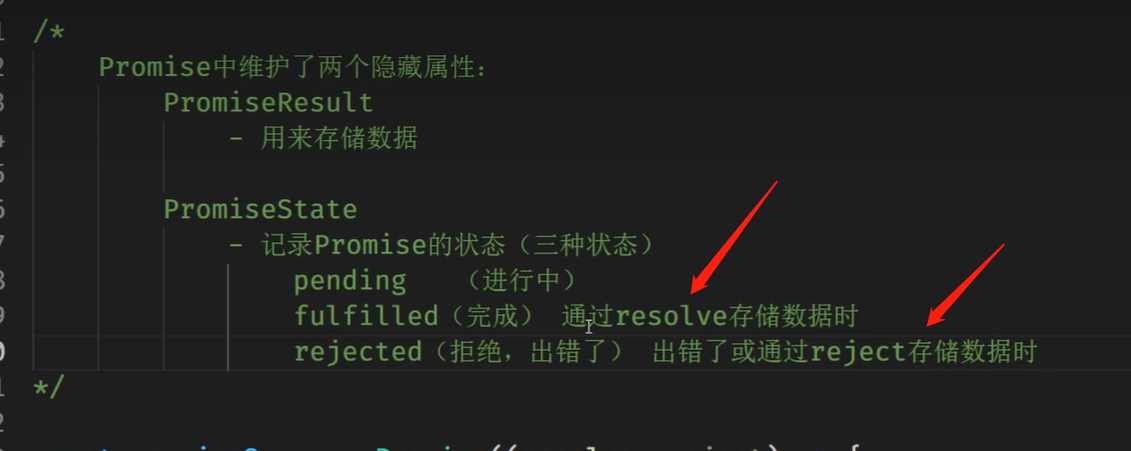 /*
Promise中维护了两个隐藏属性：
PromiseResult
- 用来存储数据
PromiseState
- 记录Promise的状态（三种状态）
pending （进行中）
fulfilled（完成） 通过resolve存储数据时
rejected（拒绝，出错了） 出错了或通过reject存储数据时
*/